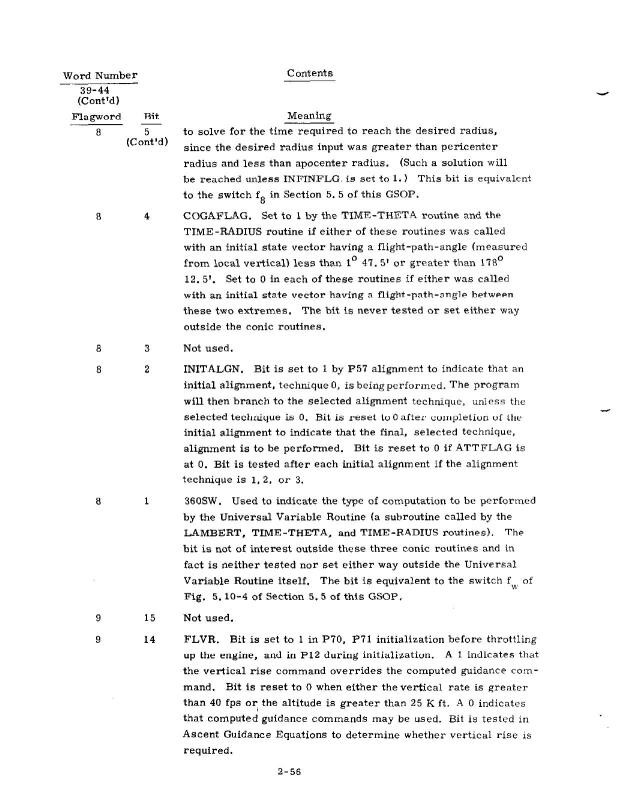 Word Number Contents
39-44
(Cont'd)
Flagword Bit Meaning
8 5 to solve for the time required to reach the desired radius,
(Cont'd) since the desired radius input was greater than pericenter
radius and less than apocenter radius. (Such a solution will
be reached unless INFINFLG is set to 1.) This bit is equivalent
to the switch f8 in Section 5.5 of this GSOP.
8 4 COGAFLAG. Set to 1 by the TIME-THETA routine and the
TIME-RADIUS routine if either of these routines was called
with an initial state vector having a flight-path-angle (measured
from local vertical) less than 1° 47.5' or greater than 178°
12.5'. Set to 0 in each of these routines if either was called
with an initial state vector having a flight-path-angle between
these two extremes. The bit is never tested or set either way
outside the conic routines.
8 3 Not used.
8 2 INITALGN. Bit is set to 1 by P57 alignment to indicate that an
initial alignment, technique 0, is being performed. The program
will then branch to the selected alignment technique, unless the
selected technique is 0. Bit is reset to 0 after completion of the
initial alignment to indicate that the final, selected technique,
alignment is to be performed. Bit is reset to 0 if ATTFLAG is
at 0. Bit is tested after each initial alignment if the alignment
technique is 1, 2, or 3.
8 1 360SW. Used to indicate the type of computation to be performed
by the Universal Variable Routine (a subroutine called by the
LAMBERT, TIME-THETA, and TIME-RADIUS routines). The
bit is not of interest outside these three conic routines and in
fact is neither tested nor set either way outside the Universal
Variable Routine itself. The bit is equivalent to the switch fw of
Fig. 5.10-4 of Section 5.5 of this GSOP.
9 15 Not used.
9 14 FLVR. Bit is set to 1 in P70, P71 initialization before throttling
up the engine, and in P12 during initialization. A 1 indicates that
the vertical rise command overrides the computed guidance com-
mand. Bit is reset to 0 when either the vertical rate is greater
than 40 fps or the altitude is greater than 25 K ft. A 0 indicates
that computed guidance commands may be used. Bit is tested in
Ascent Guidance Equations to determine whether vertical rise is
required.
2-56